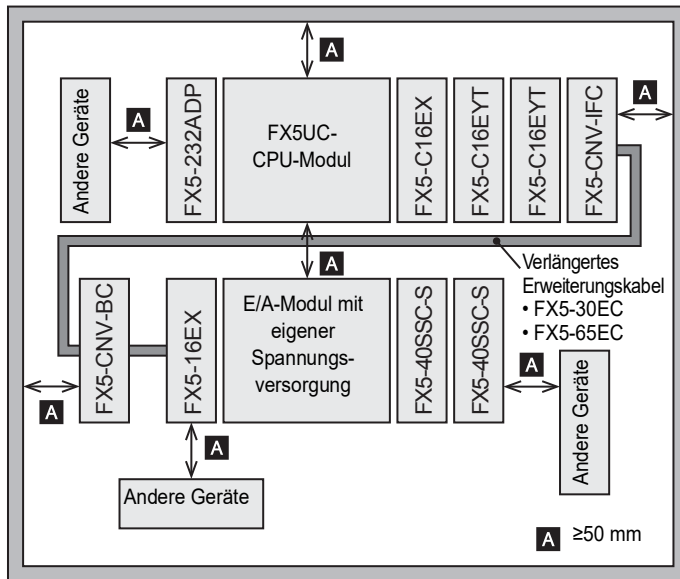 A
Andere Geräte
A
FX5-232ADP
FX5UC-
CPU-Modul
FX5-C16EX
FX5-C16EYT
FX5-C16EYT
FX5-CNV-IFC
A
A
Verlängertes
Erweiterungskabel
• FX5-30EC
• FX5-65EC
FX5-CNV-BC
FX5-16EX
E/A-Modul mit
eigener
Spannungs-
versorgung
FX5-40SSC-S
FX5-40SSC-S
A
A
Andere Geräte
A
Andere Geräte
A ≥50 mm